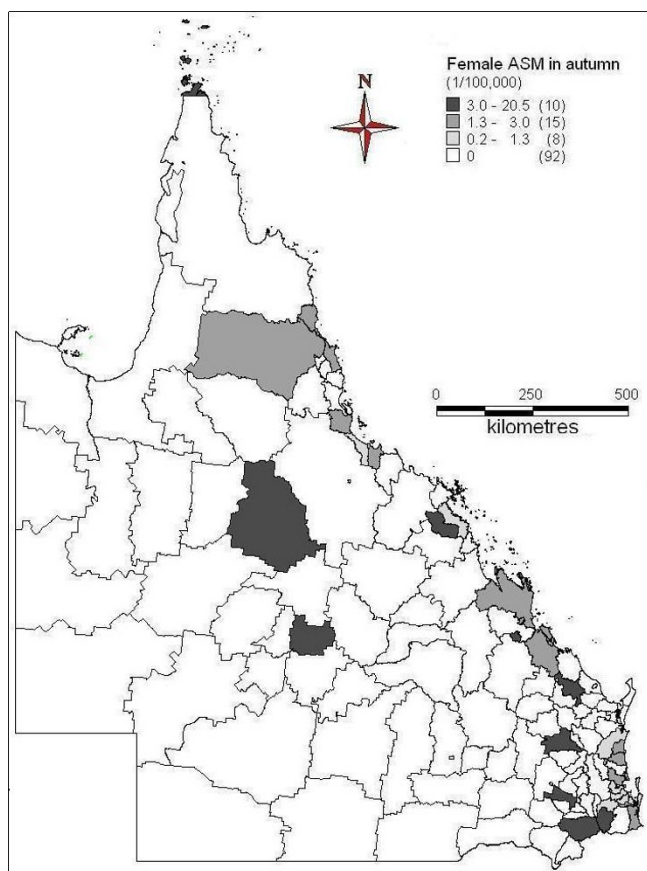 Female ASM in autumn
(1/100,000)
3.0 - 20.5 (10)
1.3 - 3.0 (15)
0.2 - 1.3 (8)
0 (92)
N
0 250 500
kilometres